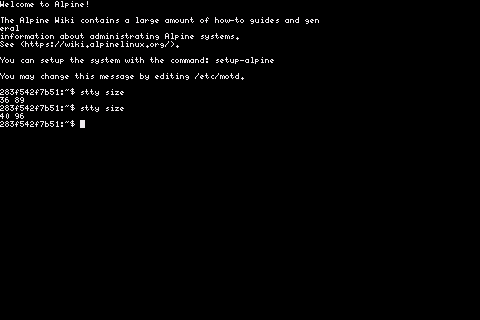 Welcome to Alpine!
The Alpine Wiki contains a large amount of how-to guides and gen
eral
information about administrating Alpine systems.
See <https://wiki.alpinelinux.org/>.
You can setup the system with the command: setup-alpine
You may change this message by editing /etc/motd.
283f542f7b51:~$ stty size
36 89
283f542f7b51:~$ stty size
40 96
283f542f7b51:~$